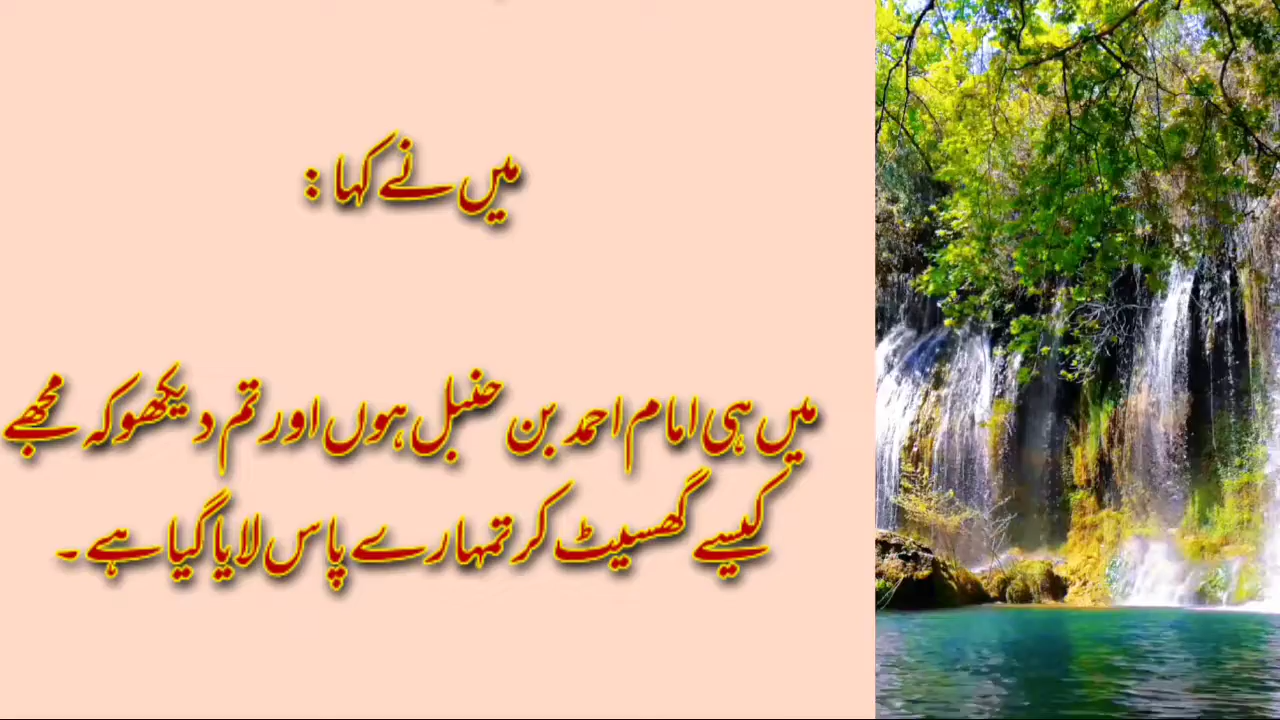 میں نے کہا :
میں ہی امام احمد بن حنبل ہوں اور تم دیکھو کہ مجھے
کیسے گھسیٹ کر تمہارے پاس لایا گیا ہے ۔